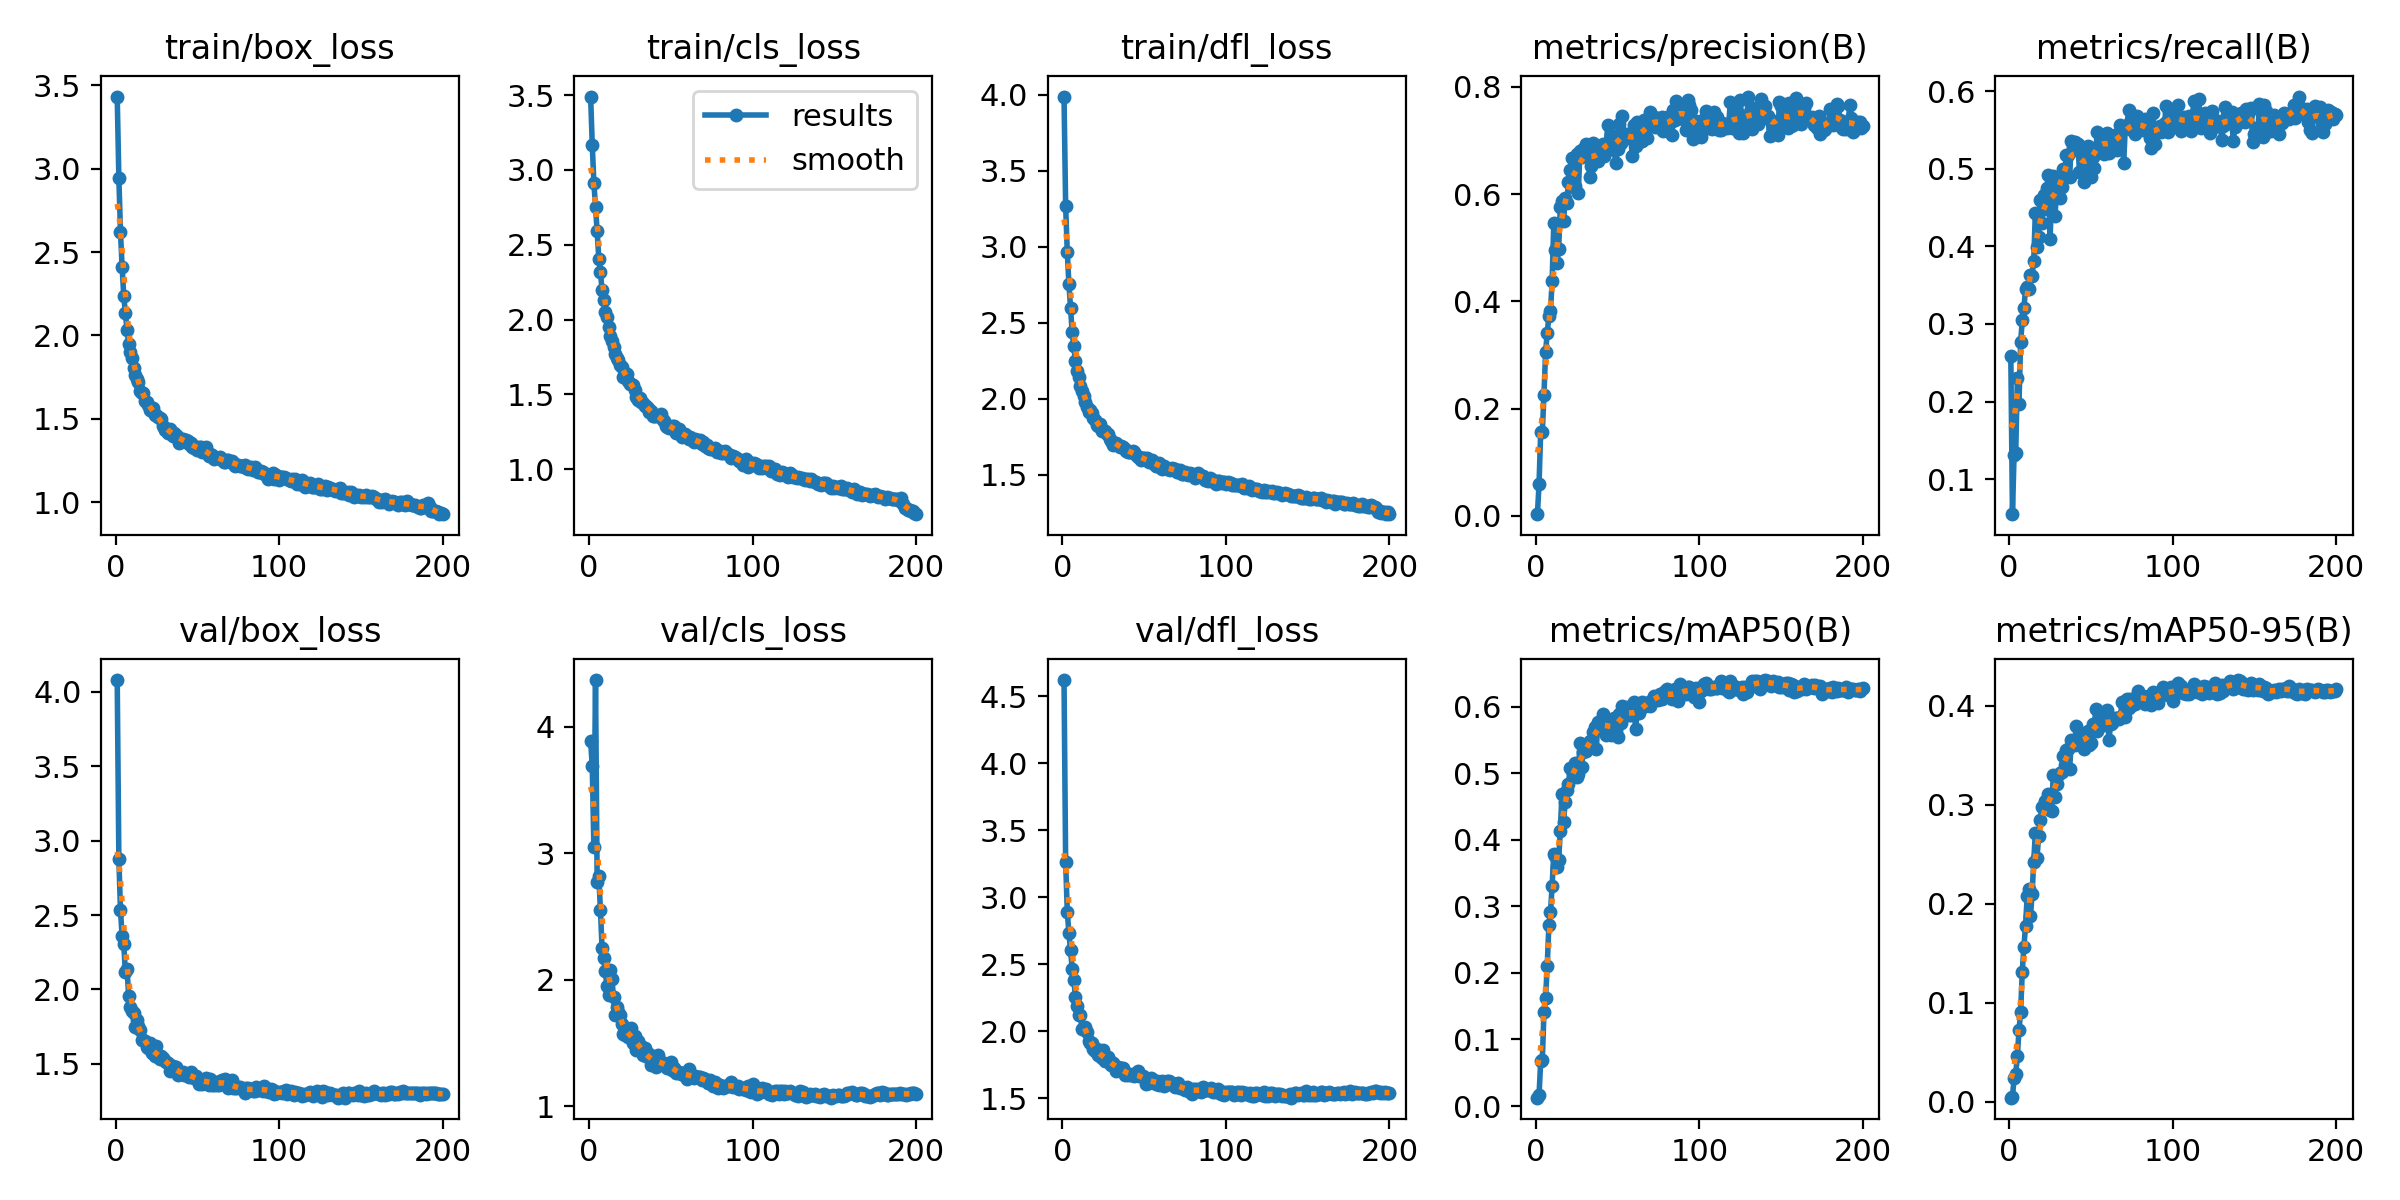 train/box_loss
3.5
3.0
2.5
2.0
1.5
1.0
0 100 200
train/cls_loss
results
smooth
3.5
3.0
2.5
2.0
1.5
1.0
0 100 200
train/dfl_loss
4.0
3.5
3.0
2.5
2.0
1.5
0 100 200
metrics/precision(B)
0.8
0.6
0.4
0.2
0.0
0 100 200
metrics/recall(B)
0.6
0.5
0.4
0.3
0.2
0.1
0 100 200
val/box_loss
4.0
3.5
3.0
2.5
2.0
1.5
0 100 200
val/cls_loss
4
3
2
1
0 100 200
val/dfl_loss
4.5
4.0
3.5
3.0
2.5
2.0
1.5
0 100 200
metrics/mAP50(B)
0.6
0.5
0.4
0.3
0.2
0.1
0.0
0 100 200
metrics/mAP50-95(B)
0.4
0.3
0.2
0.1
0.0
0 100 200